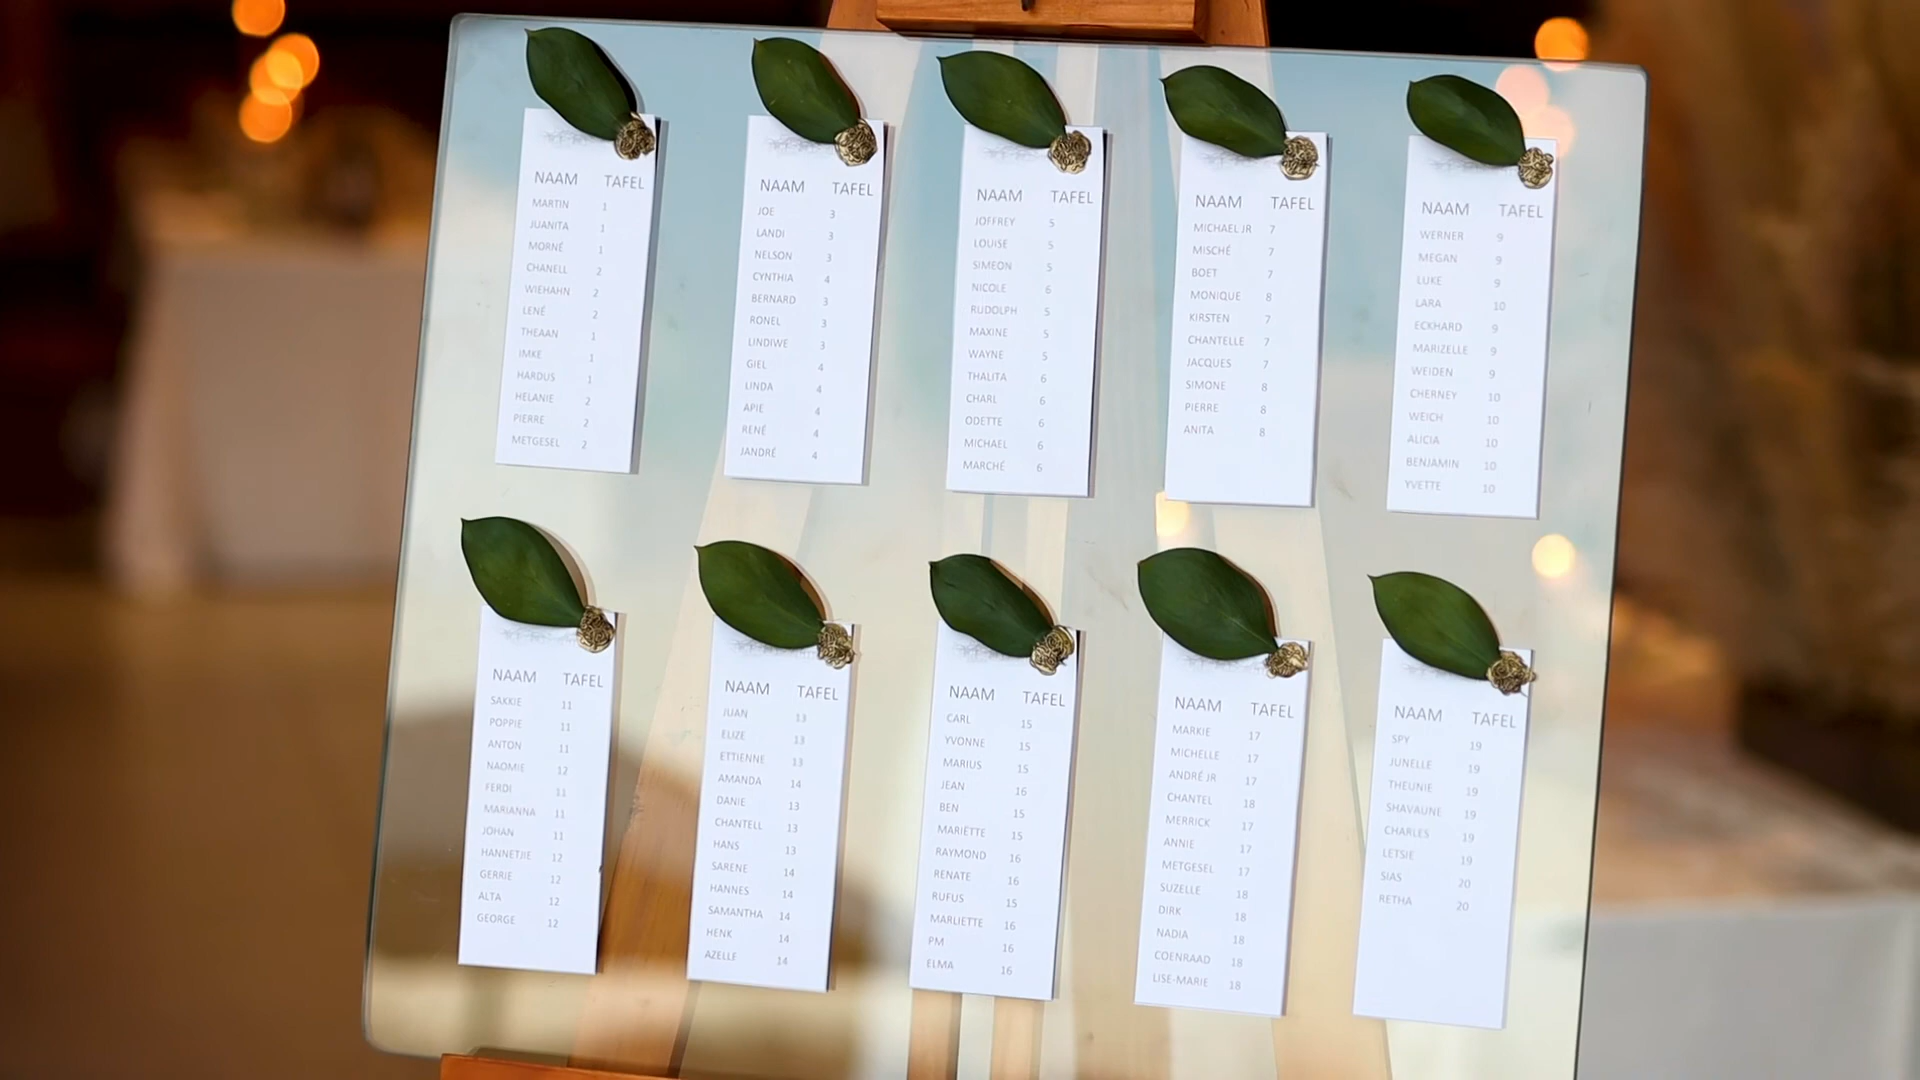 NAAM TAFEL
MARTIN 1
JUANITA 1
MORNÉ 1
CHANELL 2
WIEHAHN 2
LENÉ 2
THEAAN 1
IMKE 1
HARDUS 1
HELANIE 2
PIERRE 2
METGESEL 2
NAAM TAFEL
JOE 3
LANDI 3
NELSON 3
CYNTHIA 4
BERNARD 3
RONEL 3
LINDIWE 3
GIEL 4
LINDA 4
APIE 4
RENÉ 4
JANDRÉ 4
NAAM TAFEL
JOFFREY 5
LOUISE 5
SIMEON 5
NICOLE 6
RUDOLPH 5
MAXINE 5
WAYNE 5
THALITA 6
CHARL 6
ODETTE 6
MICHAEL 6
MARCHÉ 6
NAAM TAFEL
MICHAEL JR 7
MISCHÉ 7
BOET 7
MONIQUE 8
KIRSTEN 7
CHANTELLE 7
JACQUES 7
SIMONE 8
PIERRE 8
ANITA 8
NAAM TAFEL
WERNER 9
MEGAN 9
LUKE 9
LARA 10
ECKHARD 9
MARIZELLE 9
WEIDEN 9
CHERNEY 10
WEICH 10
ALICIA 10
BENJAMIN 10
YVETTE 10
NAAM TAFEL
SAKKIE 11
POPPIE 11
ANTON 11
NAOMIE 12
FERDI 11
MARIANNA 11
JOHAN 11
HANNETJIE 12
GERRIE 12
ALTA 12
GEORGE 12
NAAM TAFEL
JUAN 13
ELIZE 13
ETTIENNE 13
AMANDA 14
DANIE 13
CHANTELL 13
HANS 13
SARENE 14
HANNES 14
SAMANTHA 14
HENK 14
AZELLE 14
NAAM TAFEL
CARL 15
YVONNE 15
MARIUS 15
JEAN 16
BEN 15
MARIËTTE 15
RAYMOND 16
RENATE 16
RUFUS 15
MARLIETTE 16
PM 16
ELMA 16
NAAM TAFEL
MARKIE 17
MICHELLE 17
ANDRÉ JR 17
CHANTEL 18
MERRICK 17
ANNIE 17
METGESEL 17
SUZELLE 18
DIRK 18
NADIA 18
COENRAAD 18
LISE-MARIE 18
NAAM TAFEL
SPY 19
JUNELLE 19
THEUNIE 19
SHAVAUNE 19
CHARLES 19
LETSIE 19
SIAS 20
RETHA 20